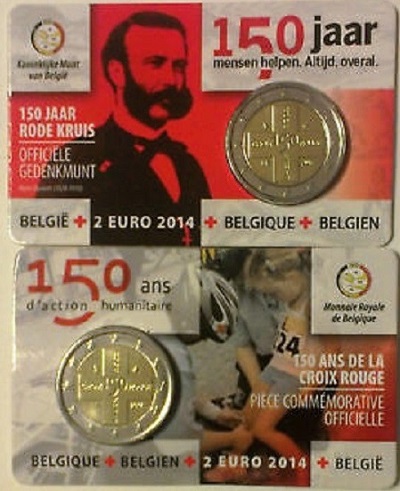 Koninklijke Munt
van België
150 jaar
mensen helpen. Altijd, overal.
150 JAAR
RODE KRUIS
OFFICIËLE
GEDENKMUNT
BELGIË + 2 EURO 2014 + BELGIQUE + BELGIEN
150 ans
d'action humanitaire
Monnaie Royale
de Belgique
24
150 ANS DE LA
CROIX ROUGE
PIÈCE COMMÉMORATIVE
OFFICIELLE
BELGIQUE + BELGIEN + 2 EURO 2014 + BELGIË